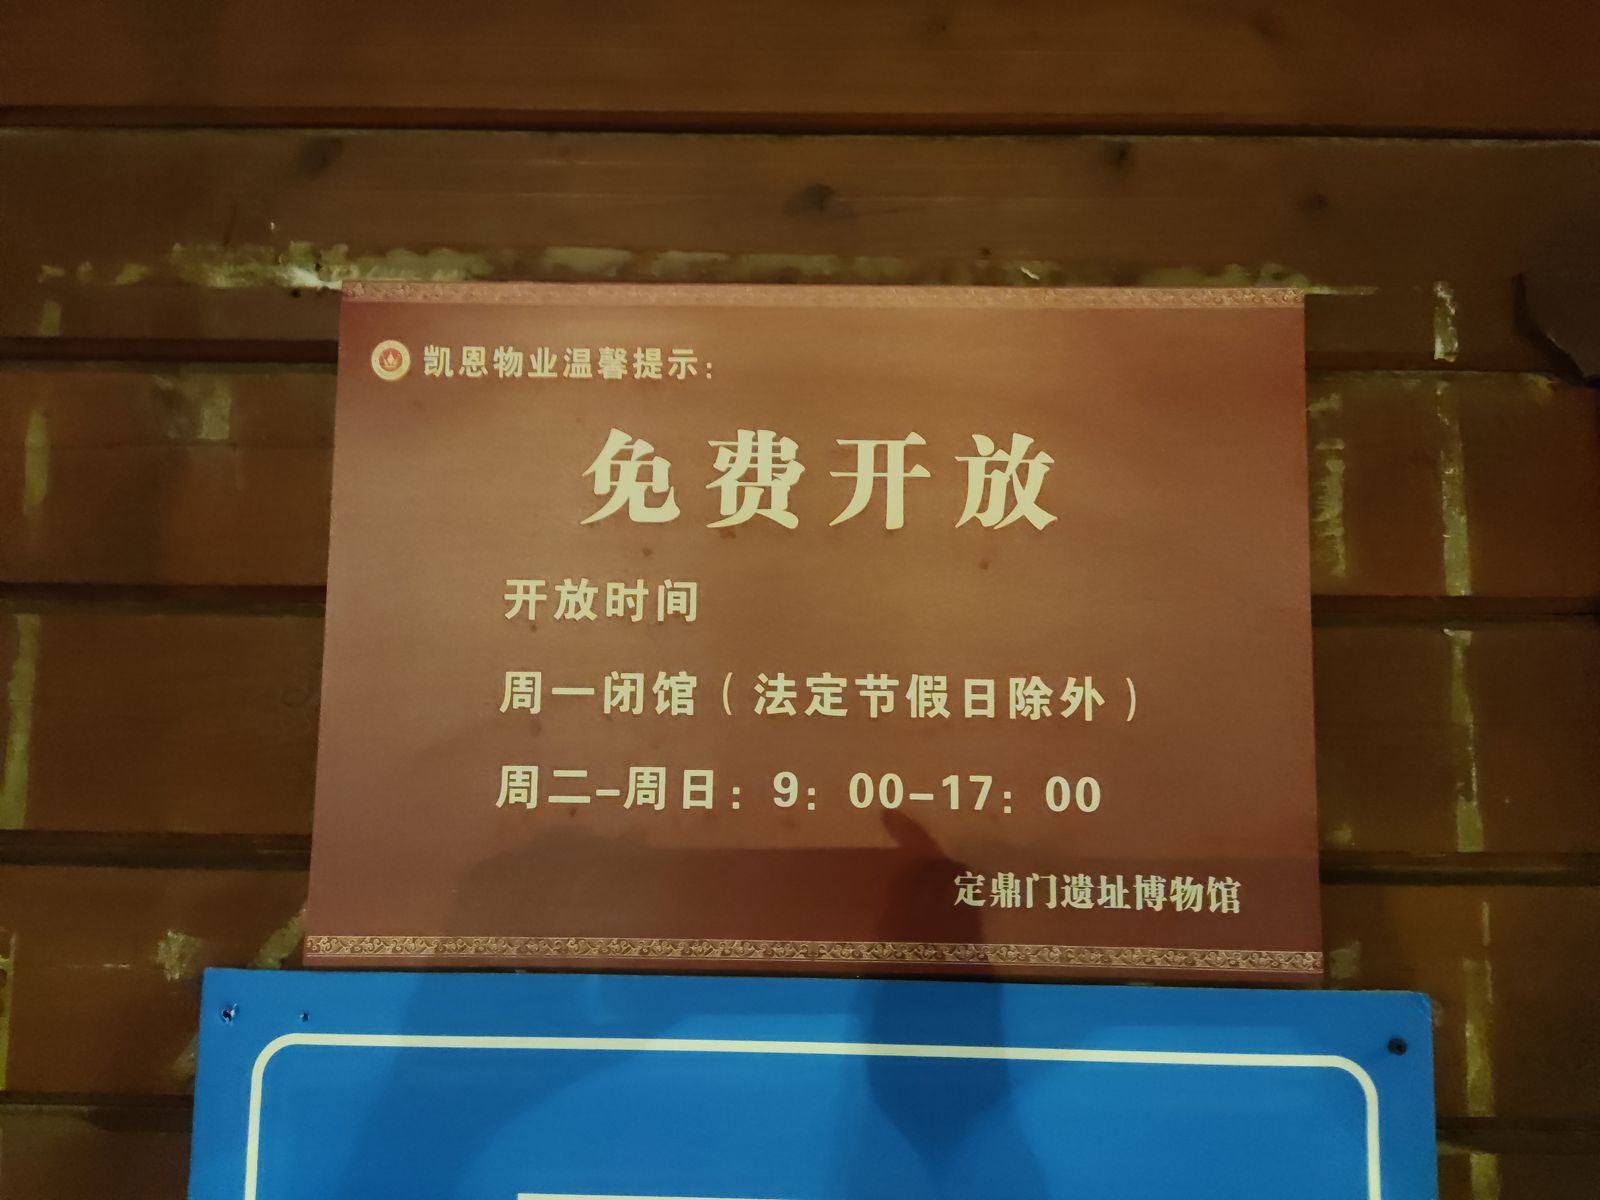 凯恩物业温馨提示：
免费开放
开放时间
周一闭馆（法定节假日除外）
周二-周日：9：00-17：00
定鼎门遗址博物馆